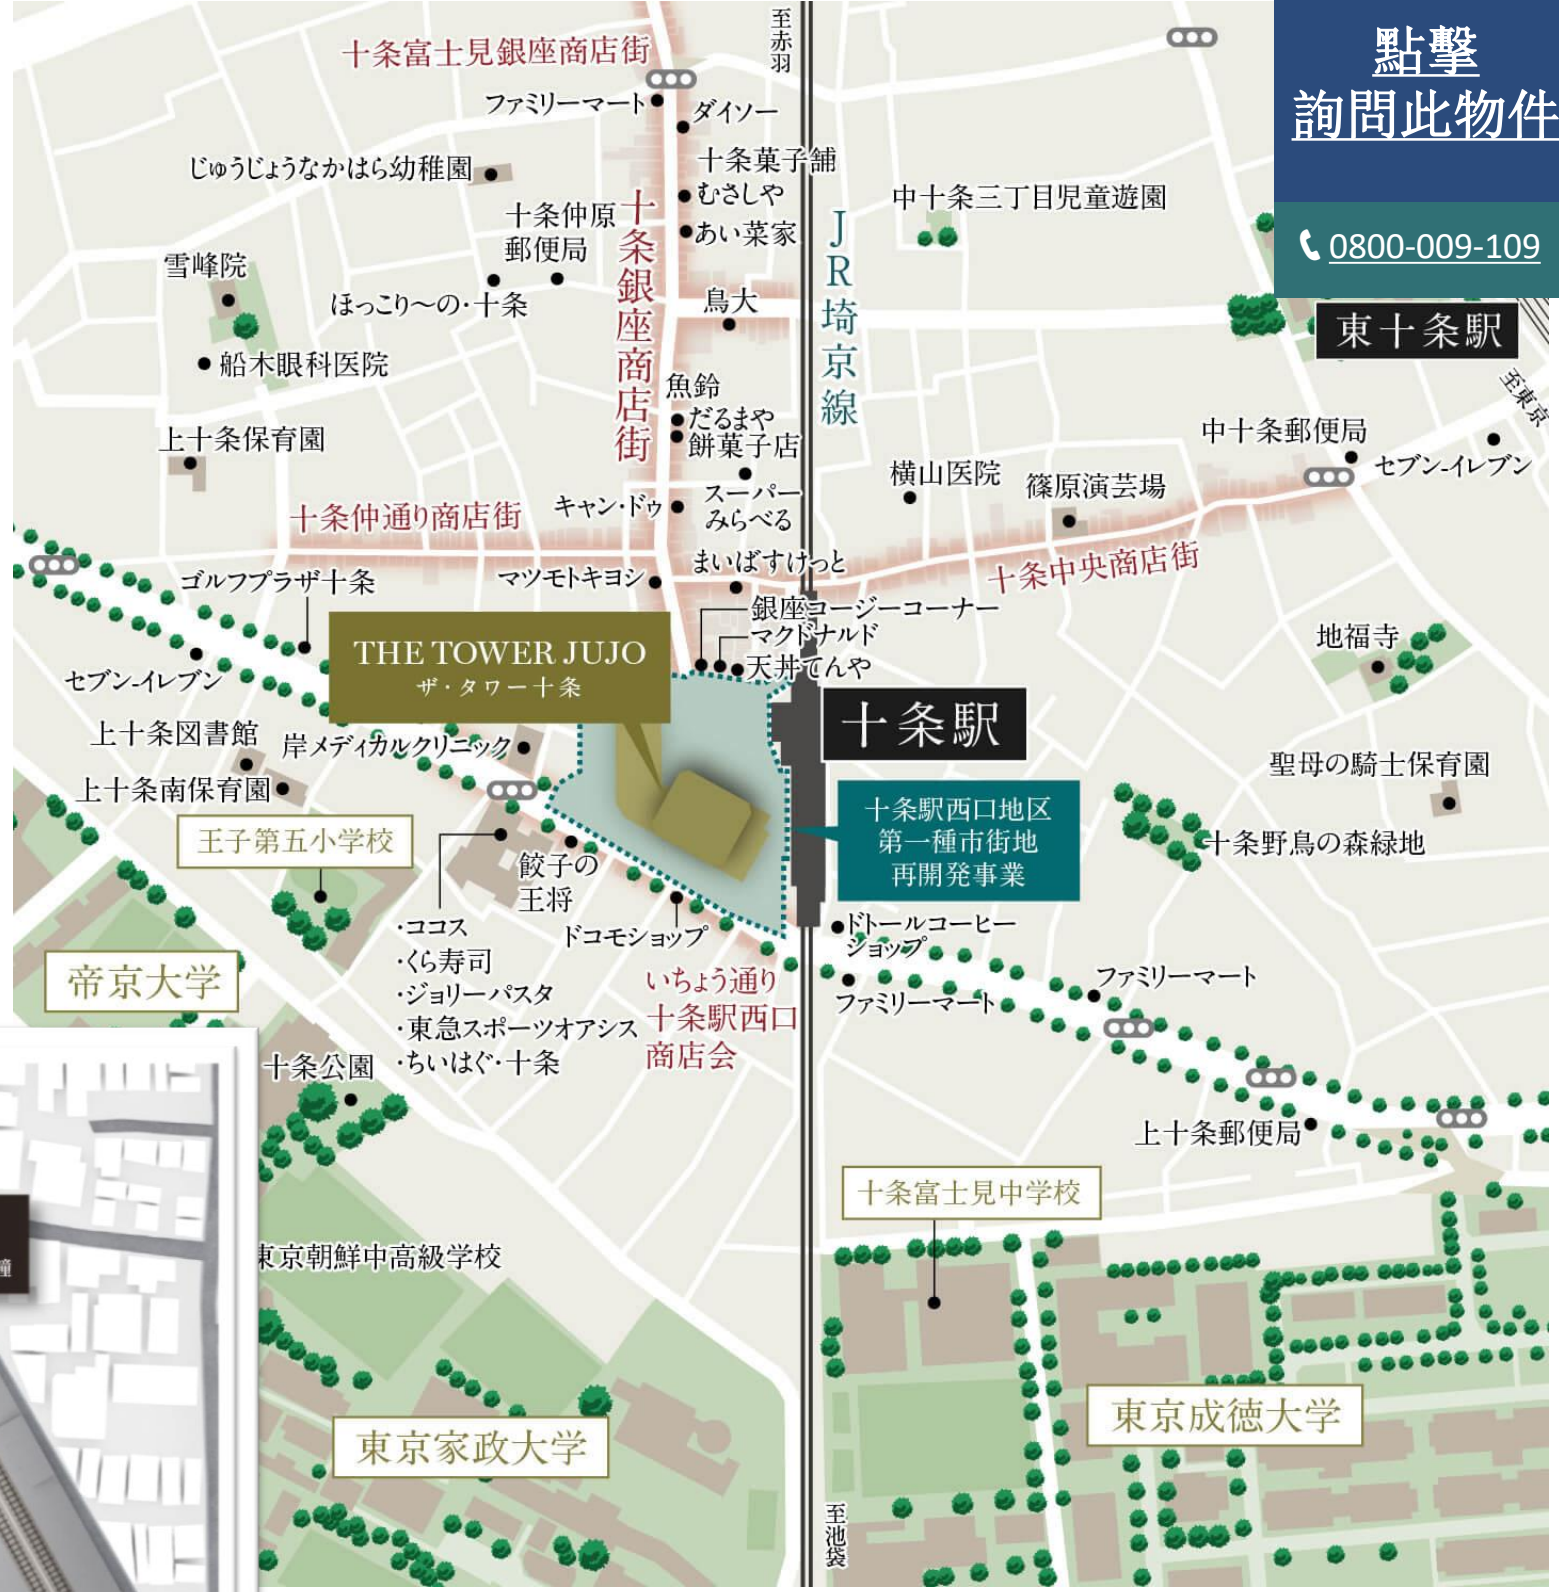 點擊
詢問此物件
0800-009-109
至赤羽
十条富士見銀座商店街
ファミリーマート
ダイソー
十条菓子舗
むさしや
じゅうじょうなかはら幼稚園
中十条三丁目児童遊園
十条仲原
郵便局
十条銀座商店街
あい菜家
JR埼京線
雪峰院
ほっこり〜の・十条
鳥大
東十条駅
船木眼科医院
至東京
魚鈴
だるまや
餅菓子店
上十条保育園
中十条郵便局
セブン-イレブン
横山医院
篠原演芸場
スーパー
みらべる
キャン・ドゥ
十条仲通り商店街
まいばすけっと
十条中央商店街
ゴルフプラザ十条
マツモトキヨシ
銀座コージーコーナー
マクドナルド
天丼てんや
THE TOWER JUJO
ザ・タワー十条
地福寺
セブン-イレブン
十条駅
上十条図書館
岸メディカルクリニック
上十条南保育園
聖母の騎士保育園
十条駅西口地区
第一種市街地
再開発事業
王子第五小学校
十条野鳥の森緑地
餃子の
王将
・ココス
・くら寿司
・ジョリーパスタ
・東急スポーツオアシス
・ちいはぐ・十条
ドコモショップ
ドトールコーヒー
ショップ
帝京大学
いちょう通り
十条駅西口
商店会
ファミリーマート
ファミリーマート
十条公園
上十条郵便局
十条富士見中学校
東京朝鮮中高級学校
東京成徳大学
東京家政大学
至池袋